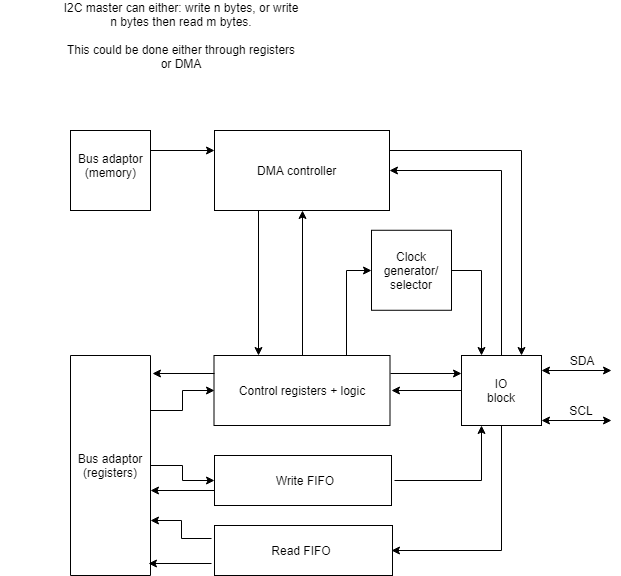 I2C master can either: write n bytes, or write
n bytes then read m bytes.
This could be done either through registers
or DMA
Bus adaptor
(memory)
DMA controller
Clock
generator/
selector
Control registers + logic
IO
block
SDA
SCL
Bus adaptor
(registers)
Write FIFO
Read FIFO